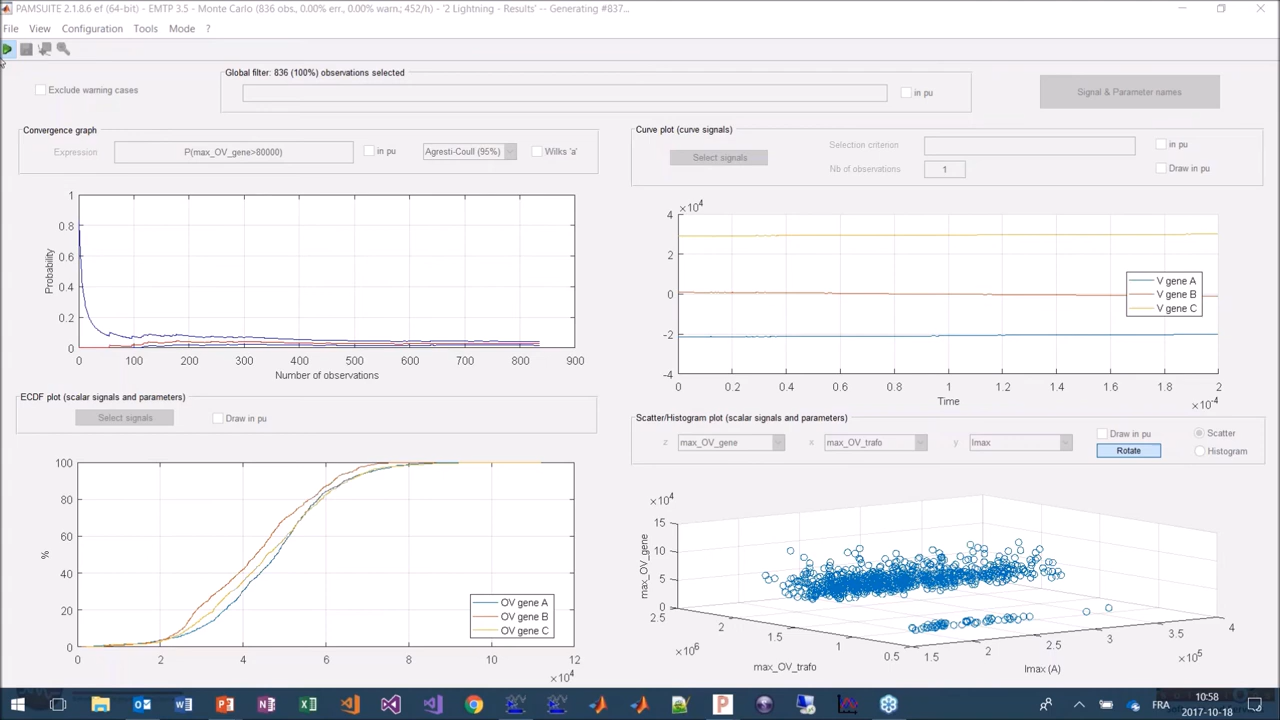 PAMSUITE 2.1.8.6 ef (64-bit) - EMTP 3.5 - Monte Carlo (836 obs., 0.00% err., 0.00% warn.; 452/h) - '2 Lightning - Results' -- Generating #837...
File View Configuration Tools Mode ?
Global filter: 836 (100%) observations selected
Exclude warning cases
in pu
Signal & Parameter names
Convergence graph
Expression P(max_OV_gene>80000) in pu Agresti-Coull (95%) Wilks 'a'
Curve plot (curve signals)
Select signals
Selection criterion
in pu
Nb of observations 1
Draw in pu
1
0.8
0.6
0.4
0.2
0
Probability
0 100 200 300 400 500 600 700 800 900
Number of observations
×10⁴
4
2
0
-2
-4
V gene A
V gene B
V gene C
0 0.2 0.4 0.6 0.8 1 1.2 1.4 1.6 1.8 2
Time
×10⁻⁴
ECDF plot (scalar signals and parameters)
Select signals
Draw in pu
Scatter/Histogram plot (scalar signals and parameters)
z max_OV_gene x max_OV_trafo y Imax
Draw in pu
Rotate
Scatter
Histogram
100
80
60
40
20
0
%
OV gene A
OV gene B
OV gene C
0 2 4 6 8 10 12
×10⁴
×10⁴
15
10
5
0
max_OV_gene
2.5
2
1.5
1
0.5
×10⁶
max_OV_trafo
1.5
2
2.5
3
3.5
4
×10⁵
Imax (A)
FRA
10:58
2017-10-18